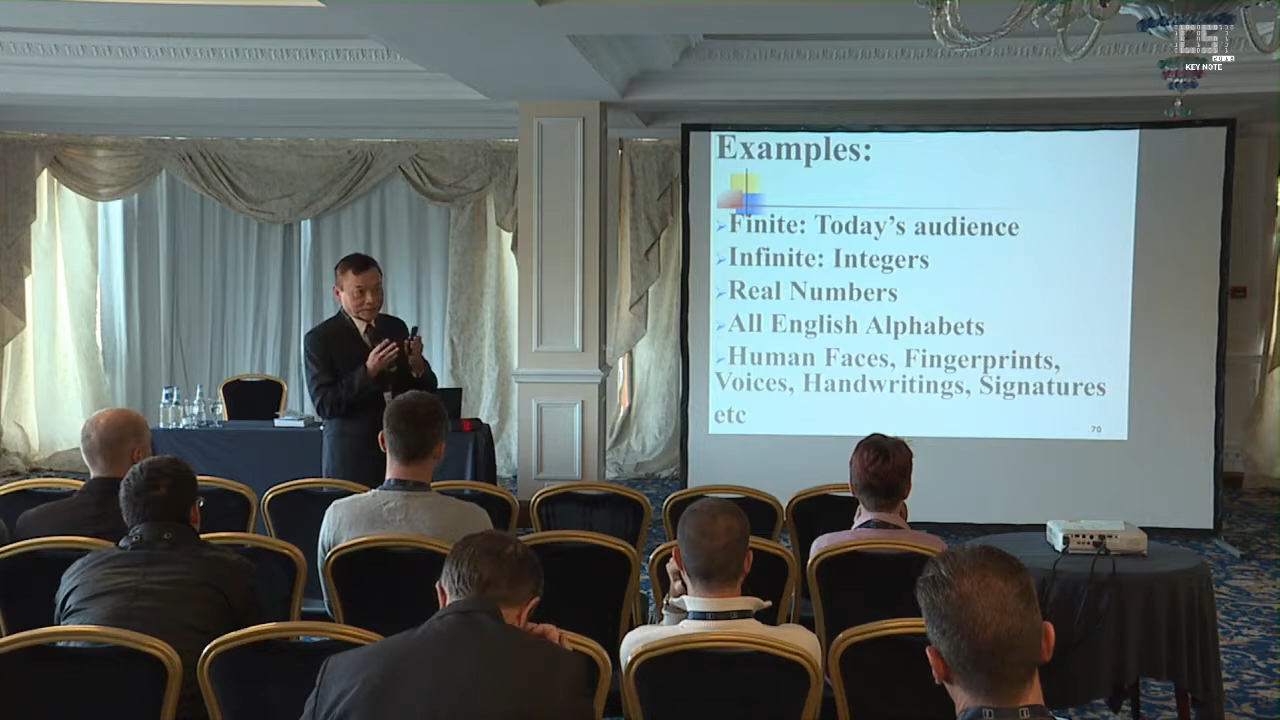 KEY NOTE
Examples:
Finite: Today's audience
Infinite: Integers
Real Numbers
All English Alphabets
Human Faces, Fingerprints,
Voices, Handwritings, Signatures
etc
70